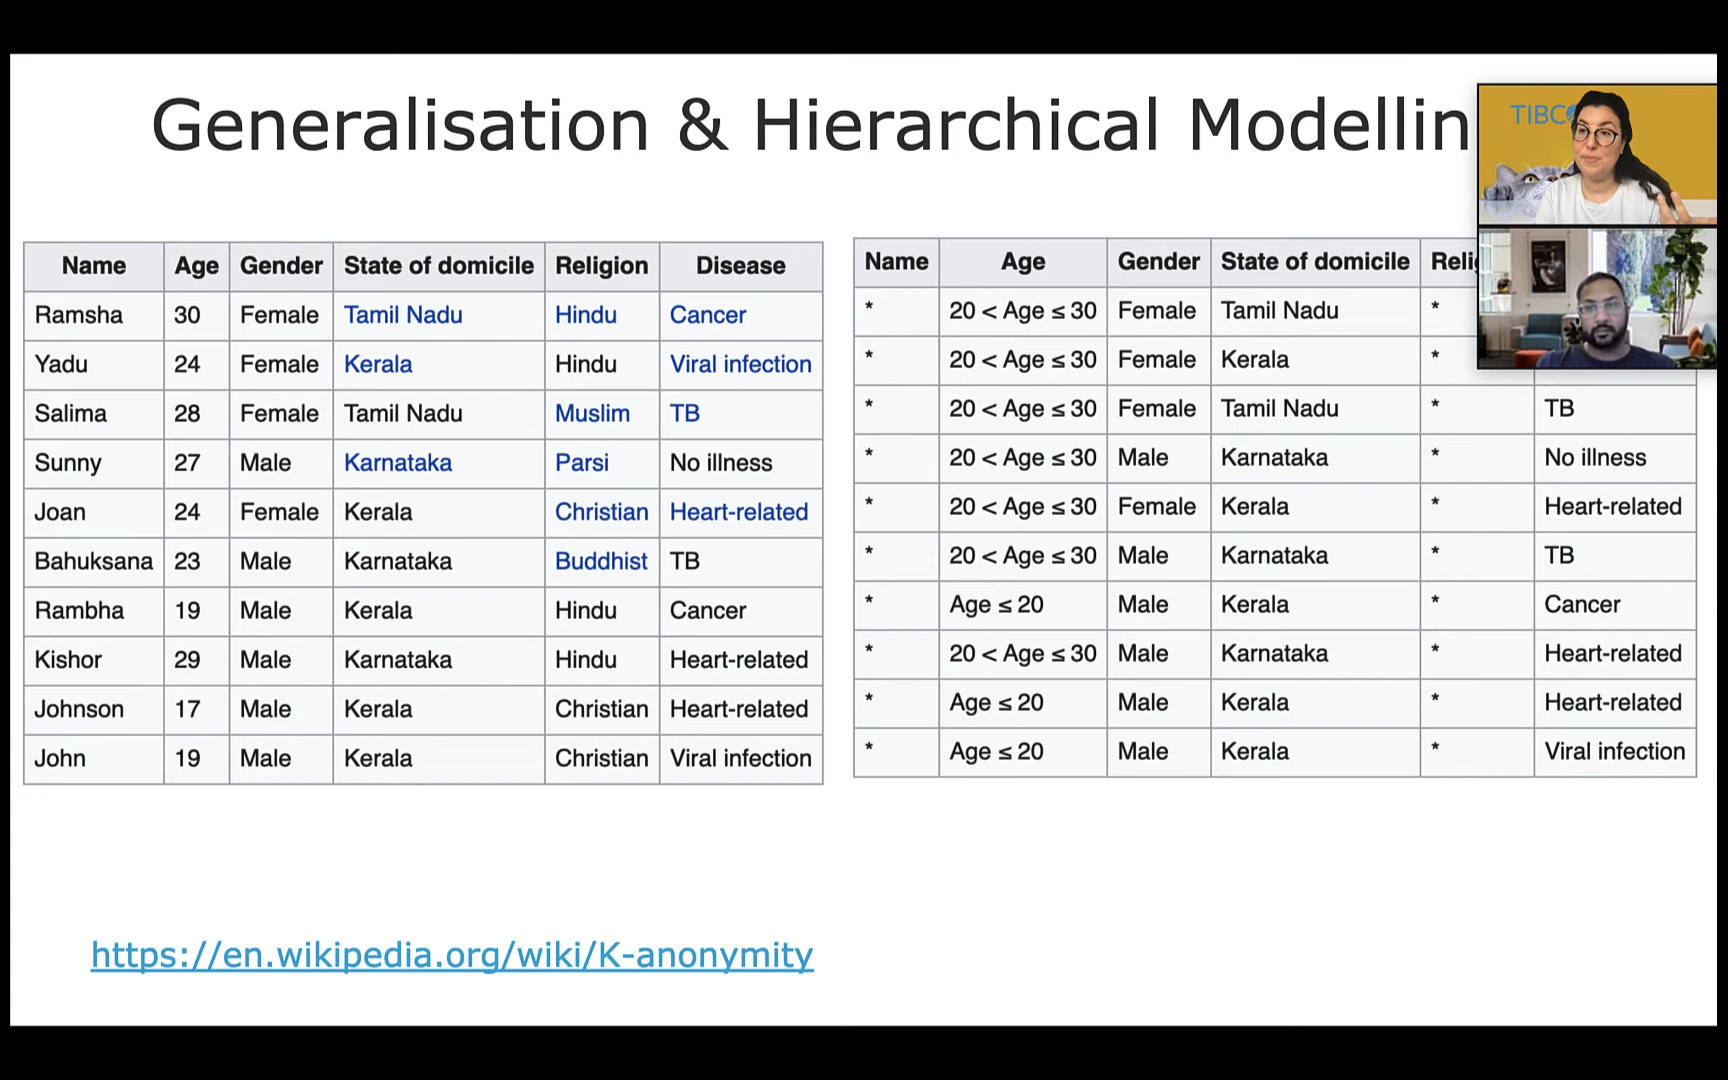 Generalisation & Hierarchical Modellin
TIBC
Name Age Gender State of domicile Religion Disease
Ramsha 30 Female Tamil Nadu Hindu Cancer
Yadu 24 Female Kerala Hindu Viral infection
Salima 28 Female Tamil Nadu Muslim TB
Sunny 27 Male Karnataka Parsi No illness
Joan 24 Female Kerala Christian Heart-related
Bahuksana 23 Male Karnataka Buddhist TB
Rambha 19 Male Kerala Hindu Cancer
Kishor 29 Male Karnataka Hindu Heart-related
Johnson 17 Male Kerala Christian Heart-related
John 19 Male Kerala Christian Viral infection
Name Age Gender State of domicile Reli
* 20 < Age ≤ 30 Female Tamil Nadu *
* 20 < Age ≤ 30 Female Kerala *
* 20 < Age ≤ 30 Female Tamil Nadu * TB
* 20 < Age ≤ 30 Male Karnataka * No illness
* 20 < Age ≤ 30 Female Kerala * Heart-related
* 20 < Age ≤ 30 Male Karnataka * TB
* Age ≤ 20 Male Kerala * Cancer
* 20 < Age ≤ 30 Male Karnataka * Heart-related
* Age ≤ 20 Male Kerala * Heart-related
* Age ≤ 20 Male Kerala * Viral infection
https://en.wikipedia.org/wiki/K-anonymity